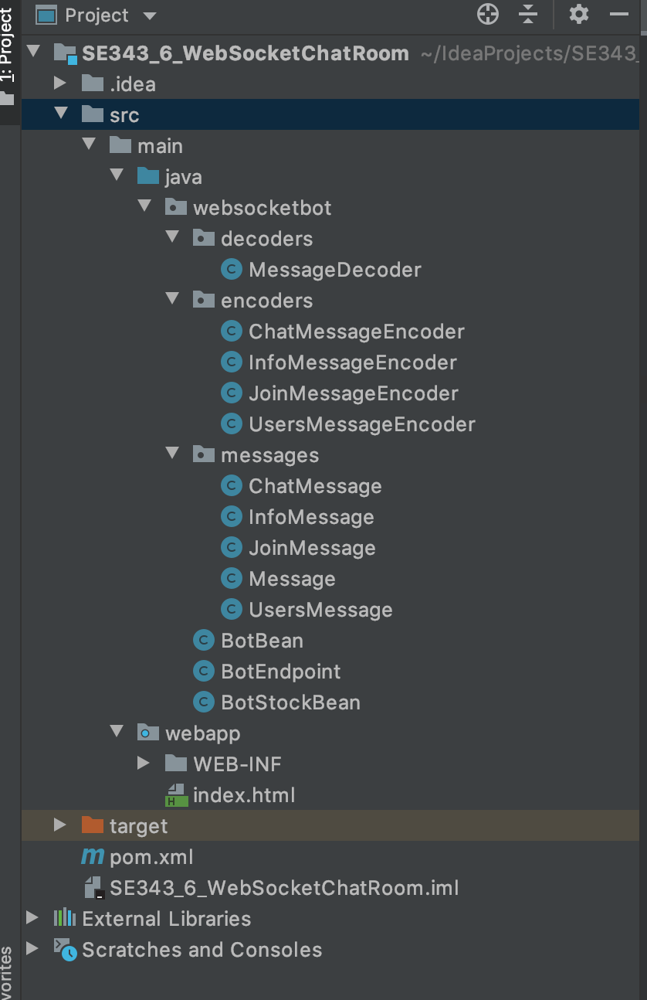 Project
1: Project
SE343_6_WebSocketChatRoom ~/IdeaProjects/SE343_
.idea
src
main
java
websocketbot
decoders
C MessageDecoder
encoders
C ChatMessageEncoder
C InfoMessageEncoder
C JoinMessageEncoder
C UsersMessageEncoder
messages
C ChatMessage
C InfoMessage
C JoinMessage
C Message
C UsersMessage
C BotBean
C BotEndpoint
C BotStockBean
webapp
WEB-INF
H index.html
target
m pom.xml
SE343_6_WebSocketChatRoom.iml
External Libraries
Scratches and Consoles
vorites